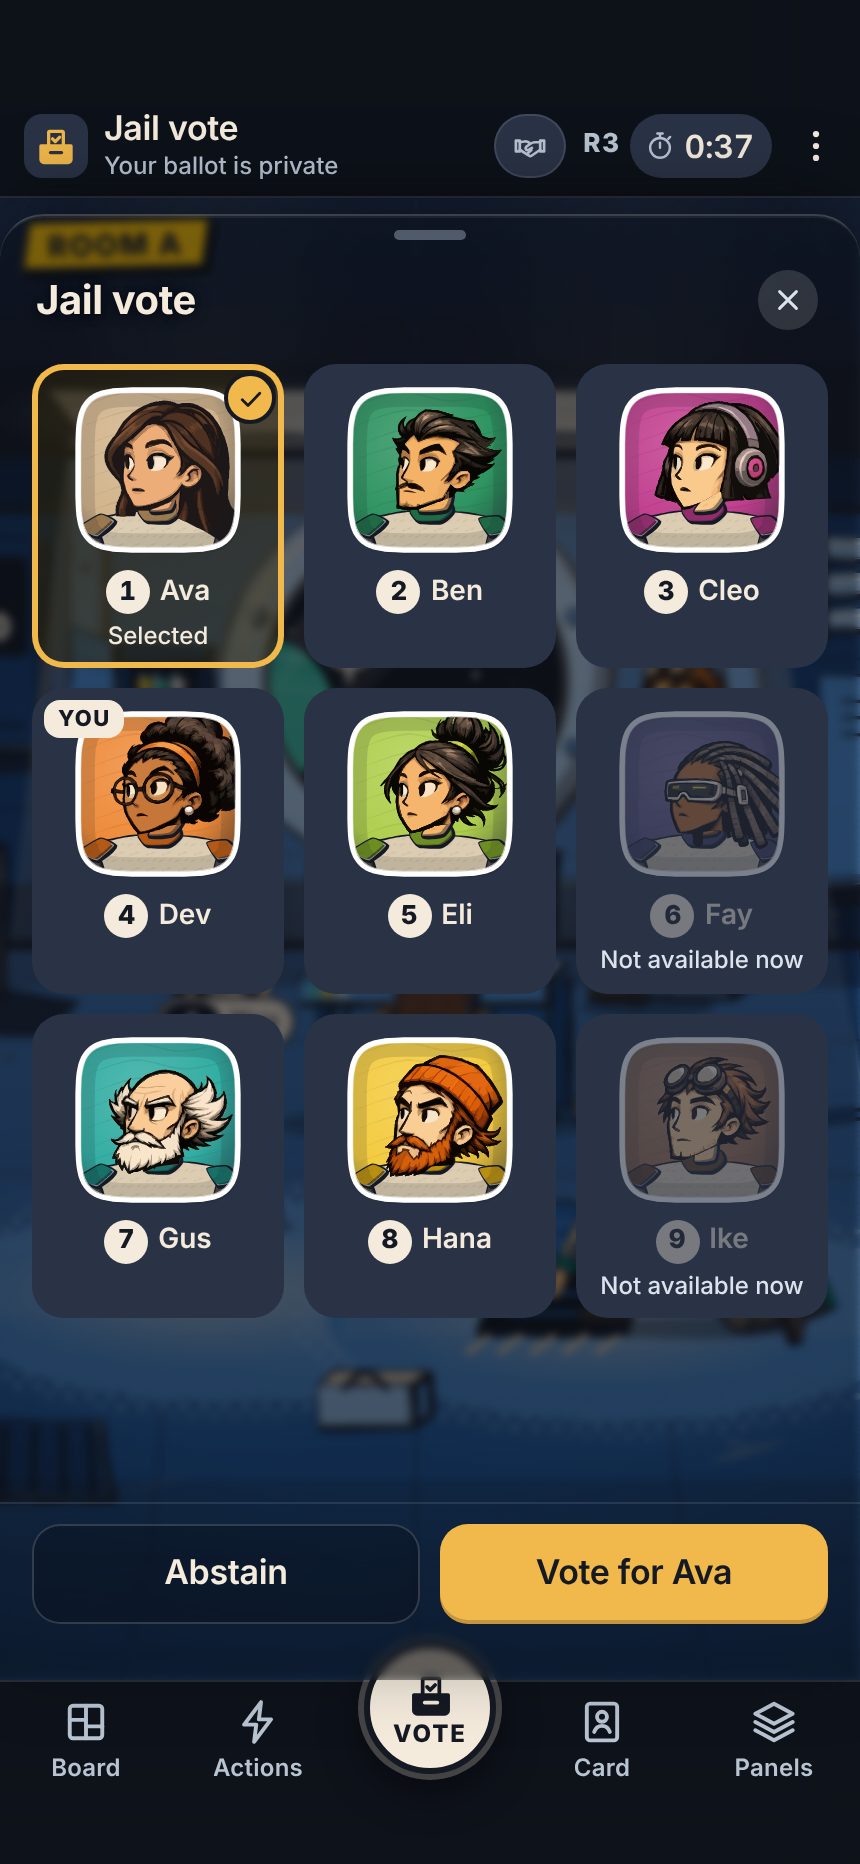 Jail vote
Your ballot is private
R3
0:37
ROOM A
Jail vote
1 Ava
Selected
2 Ben
3 Cleo
YOU
4 Dev
5 Eli
6 Fay
Not available now
7 Gus
8 Hana
9 Ike
Not available now
Abstain
Vote for Ava
Board
Actions
VOTE
Card
Panels